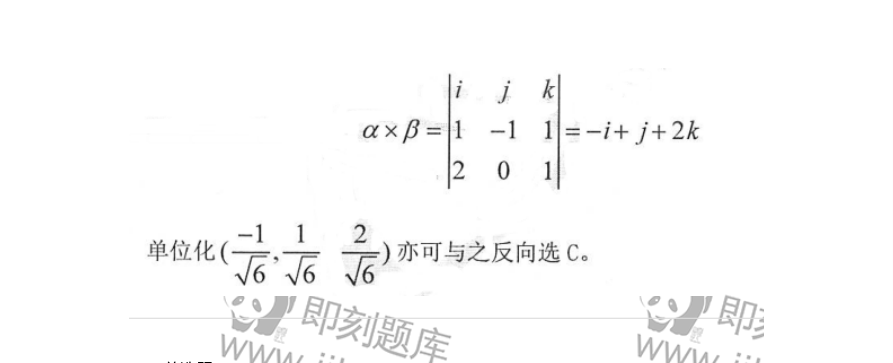 α×β = |i j k; 1 -1 1; 2 0 1| = -i+ j+2k
单位化(-1/√6, 1/√6 2/√6)亦可与之反向选 C。
即刻题库 即
www. www.